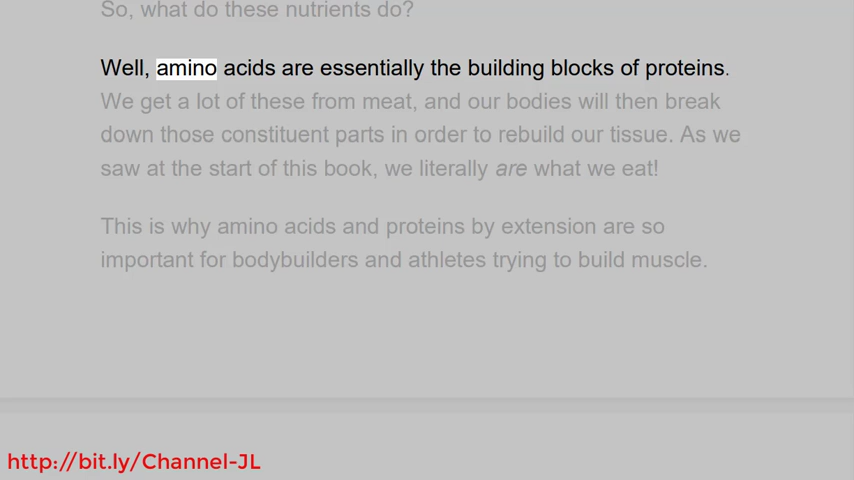 So, what do these nutrients do?
Well, amino acids are essentially the building blocks of proteins.
We get a lot of these from meat, and our bodies will then break
down those constituent parts in order to rebuild our tissue. As we
saw at the start of this book, we literally are what we eat!
This is why amino acids and proteins by extension are so
important for bodybuilders and athletes trying to build muscle.
http://bit.ly/Channel-JL